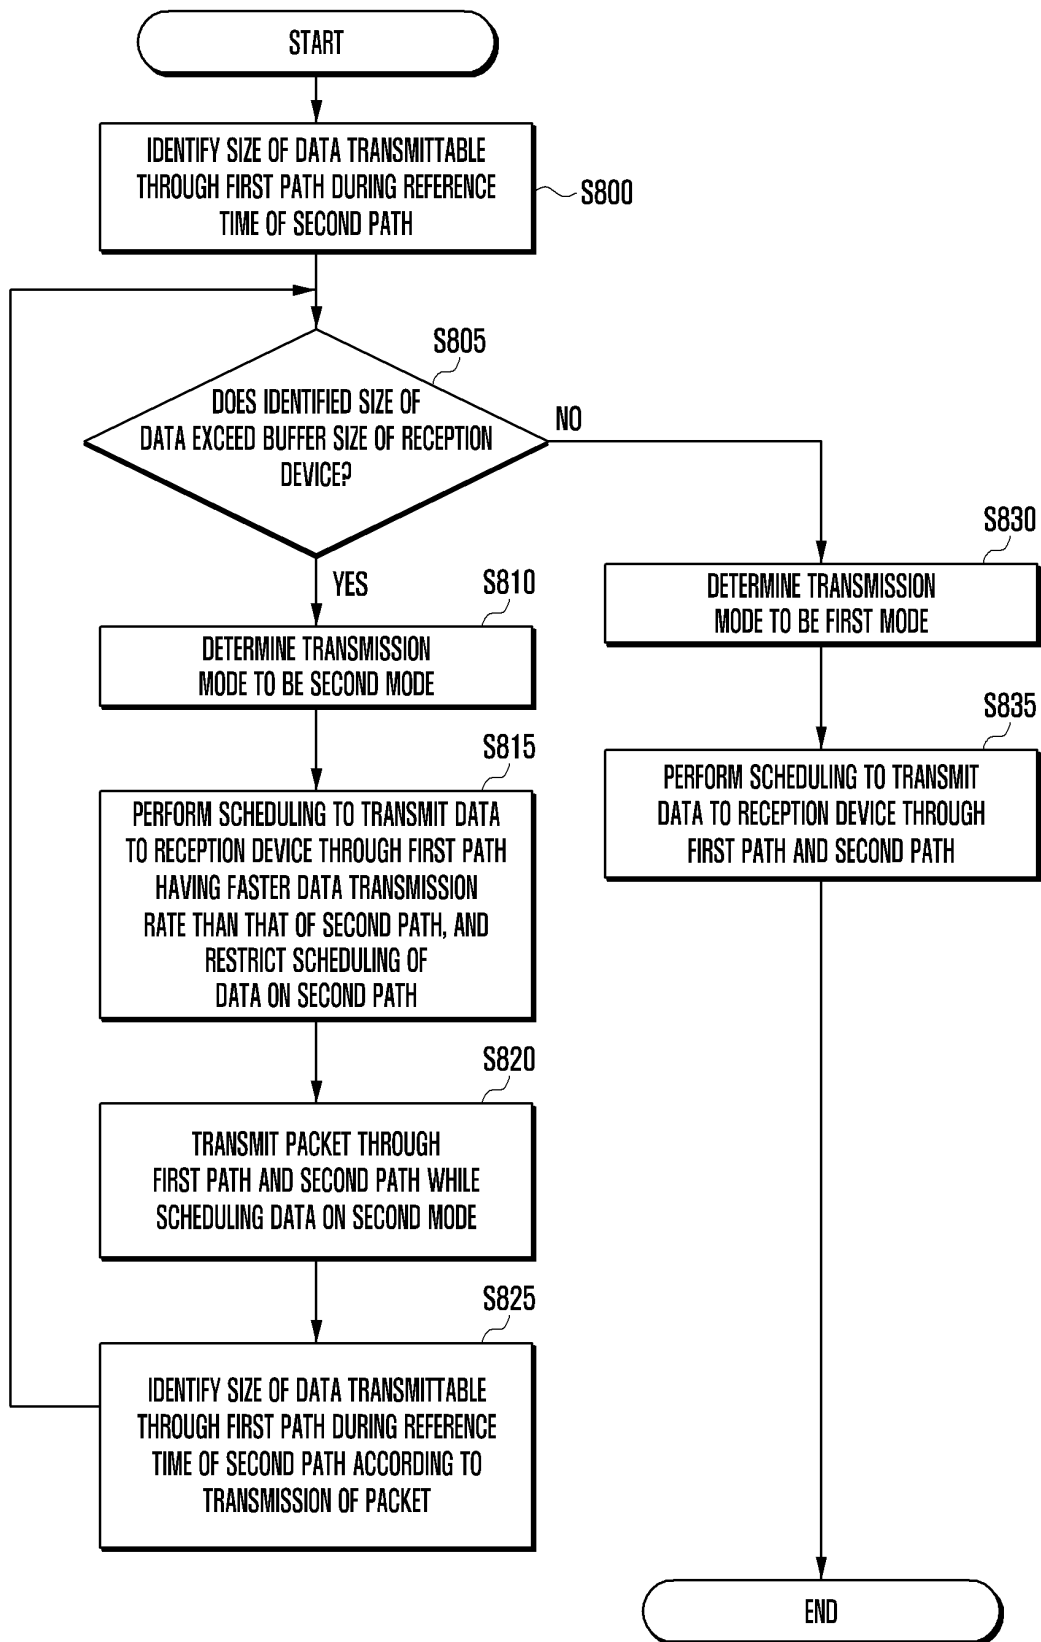 START
IDENTIFY SIZE OF DATA TRANSMITTABLE
THROUGH FIRST PATH DURING REFERENCE
TIME OF SECOND PATH
S800
S805
DOES IDENTIFIED SIZE OF
DATA EXCEED BUFFER SIZE OF RECEPTION
DEVICE?
NO
YES
S810
DETERMINE TRANSMISSION
MODE TO BE SECOND MODE
S815
PERFORM SCHEDULING TO TRANSMIT DATA
TO RECEPTION DEVICE THROUGH FIRST PATH
HAVING FASTER DATA TRANSMISSION
RATE THAN THAT OF SECOND PATH, AND
RESTRICT SCHEDULING OF
DATA ON SECOND PATH
S820
TRANSMIT PACKET THROUGH
FIRST PATH AND SECOND PATH WHILE
SCHEDULING DATA ON SECOND MODE
S825
IDENTIFY SIZE OF DATA TRANSMITTABLE
THROUGH FIRST PATH DURING REFERENCE
TIME OF SECOND PATH ACCORDING TO
TRANSMISSION OF PACKET
S830
DETERMINE TRANSMISSION
MODE TO BE FIRST MODE
S835
PERFORM SCHEDULING TO TRANSMIT
DATA TO RECEPTION DEVICE THROUGH
FIRST PATH AND SECOND PATH
END